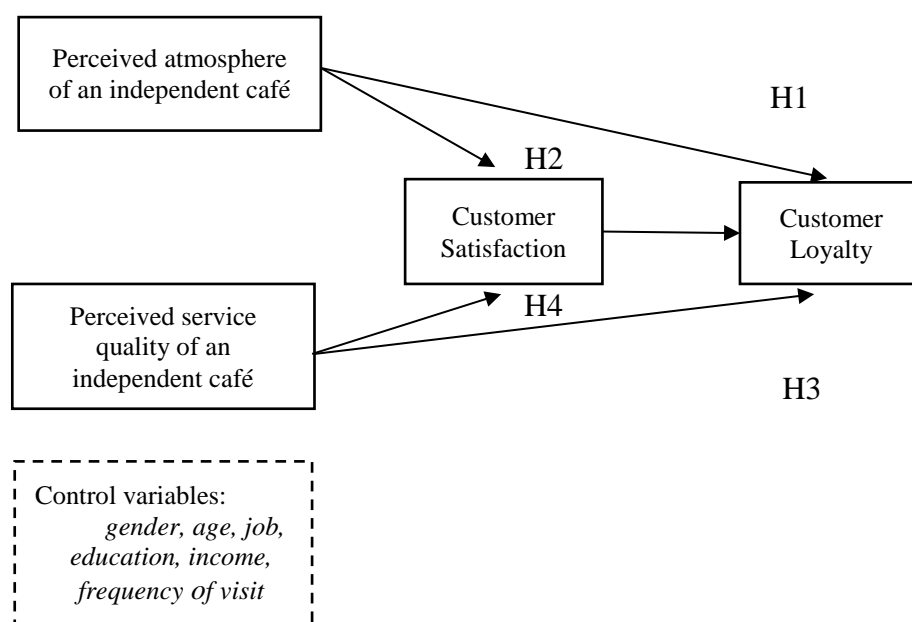 Perceived atmosphere
of an independent café
H1
H2
Customer
Satisfaction
Customer
Loyalty
Perceived service
quality of an
independent café
H4
H3
Control variables:
gender, age, job,
education, income,
frequency of visit